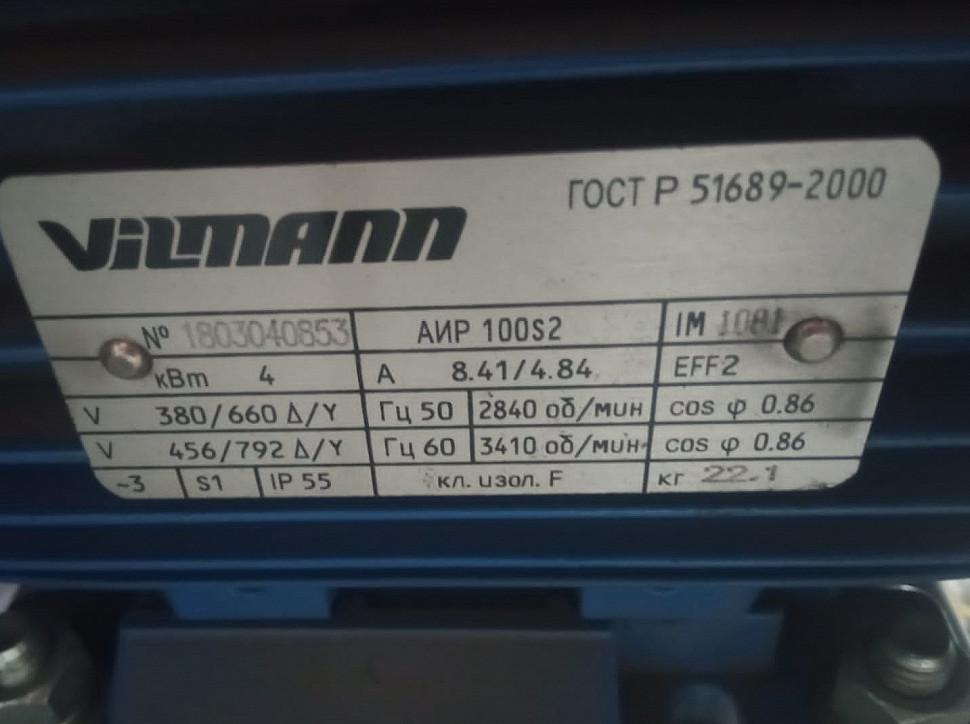 ViLMANN
ГОСТ Р 51689-2000
№ 1803040853 АИР 100S2 IM 1081
кВт 4 А 8.41/4.84 EFF2
V 380/660 Δ/Y Гц 50 2840 об/мин cos φ 0.86
V 456/792 Δ/Y Гц 60 3410 об/мин cos φ 0.86
~3 S1 IP 55 кл. изол. F кг 22.1